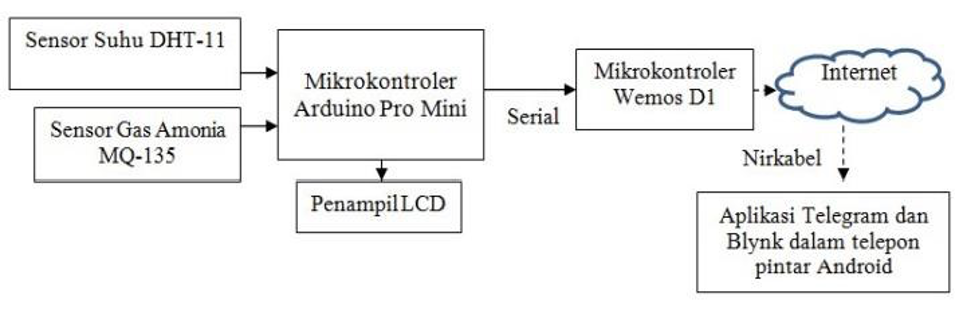 Sensor Suhu DHT-11
Sensor Gas Amonia
MQ-135
Mikrokontroler
Arduino Pro Mini
Penampil LCD
Serial
Mikrokontroler
Wemos D1
Internet
Nirkabel
Aplikasi Telegram dan
Blynk dalam telepon
pintar Android